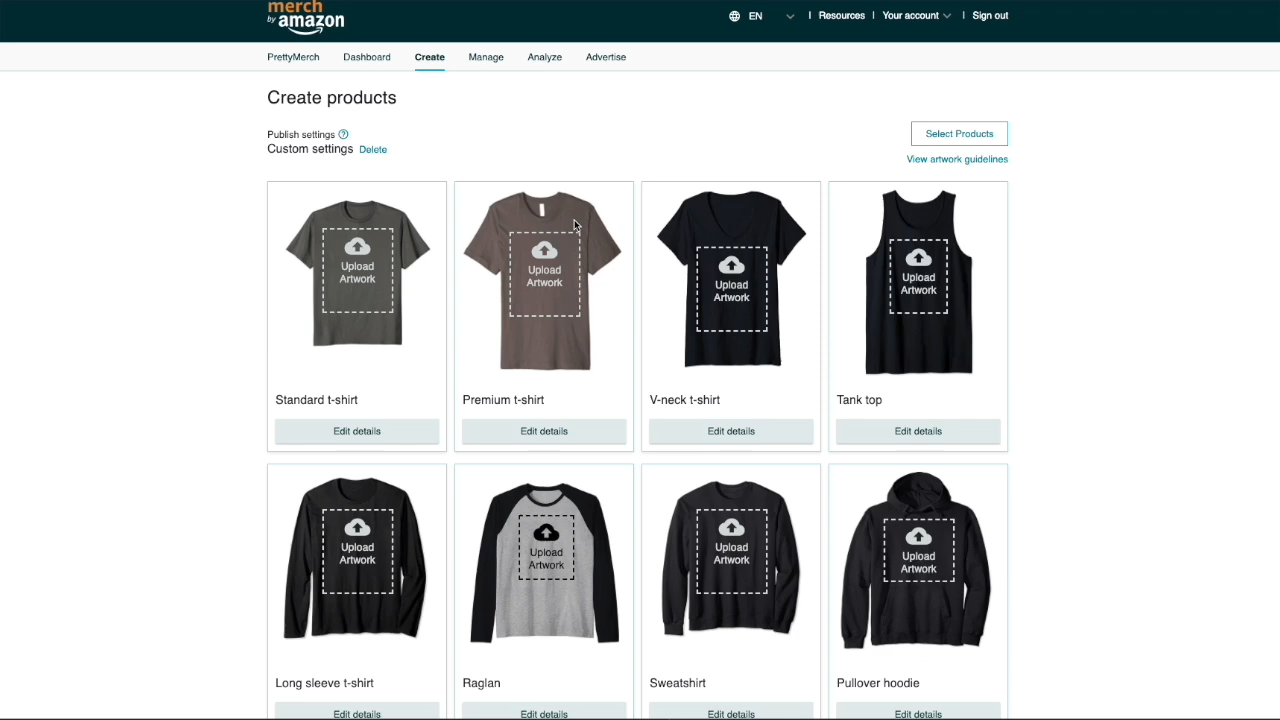 merch
by amazon
EN | Resources | Your account | Sign out
PrettyMerch Dashboard Create Manage Analyze Advertise
Create products
Publish settings ?
Custom settings Delete
Select Products
View artwork guidelines
Upload Artwork
Upload Artwork
Upload Artwork
Upload Artwork
Standard t-shirt
Premium t-shirt
V-neck t-shirt
Tank top
Edit details
Edit details
Edit details
Edit details
Upload Artwork
Upload Artwork
Upload Artwork
Upload Artwork
Long sleeve t-shirt
Raglan
Sweatshirt
Pullover hoodie
Edit details
Edit details
Edit details
Edit details